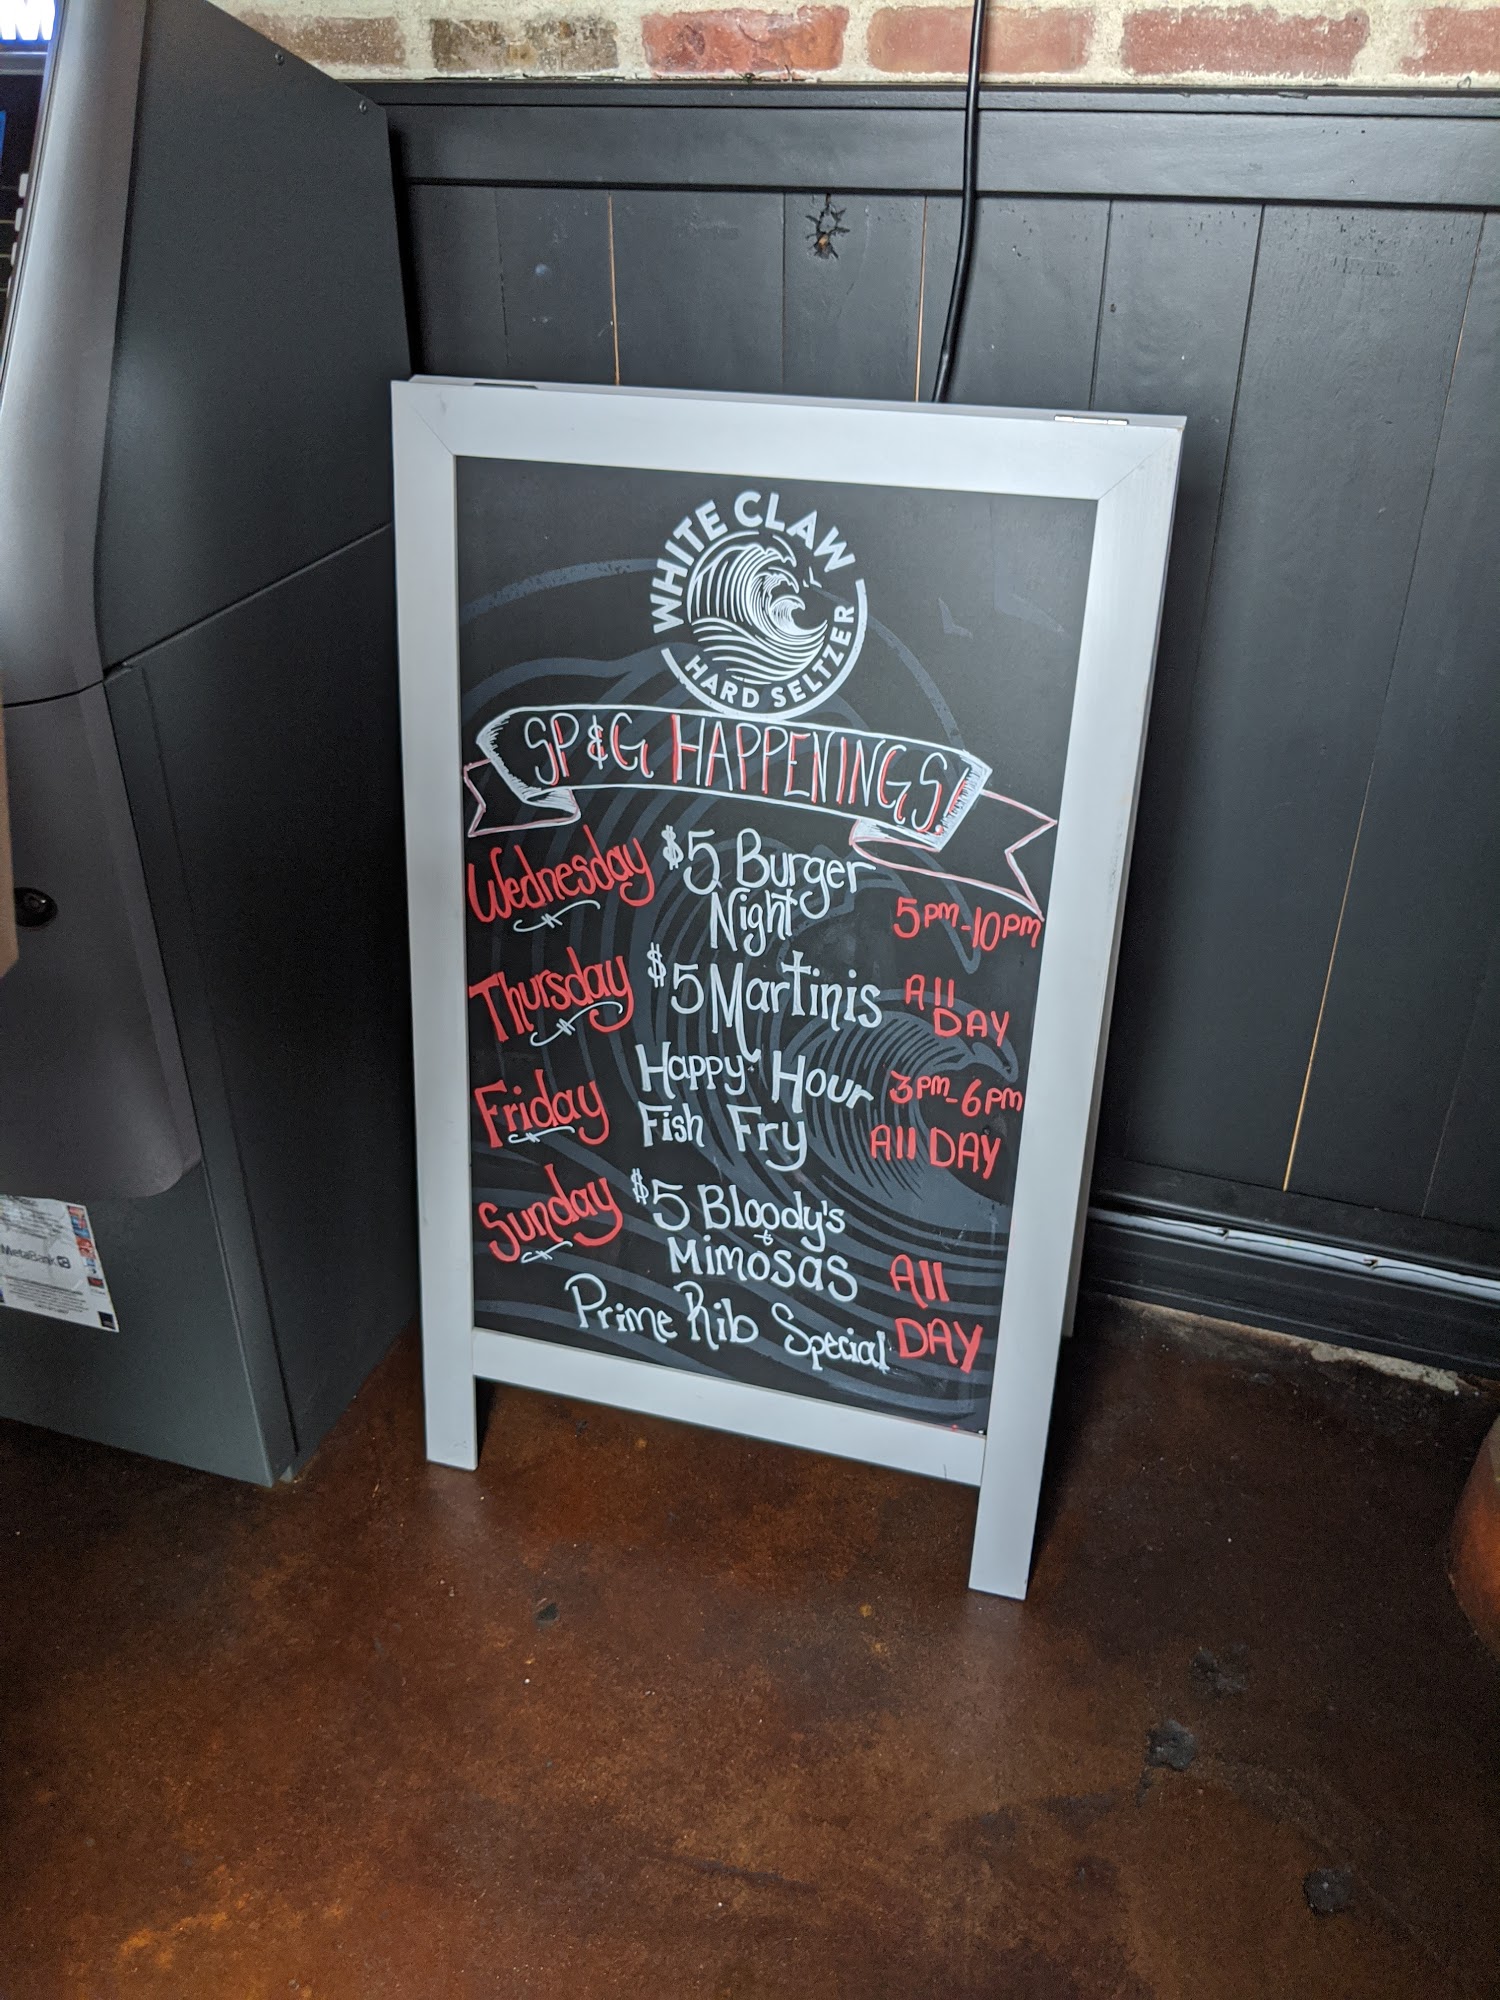 WHITE CLAW
HARD SELTZER
SP&G HAPPENINGS!
Wednesday $5 Burger
Night 5pm-10pm
Thursday $5 Martinis All
DAY
Friday Happy Hour 3pm-6pm
Fish Fry All DAY
Sunday $5 Bloody's
&
Mimosas All
Prime Rib Special DAY
MetaBank